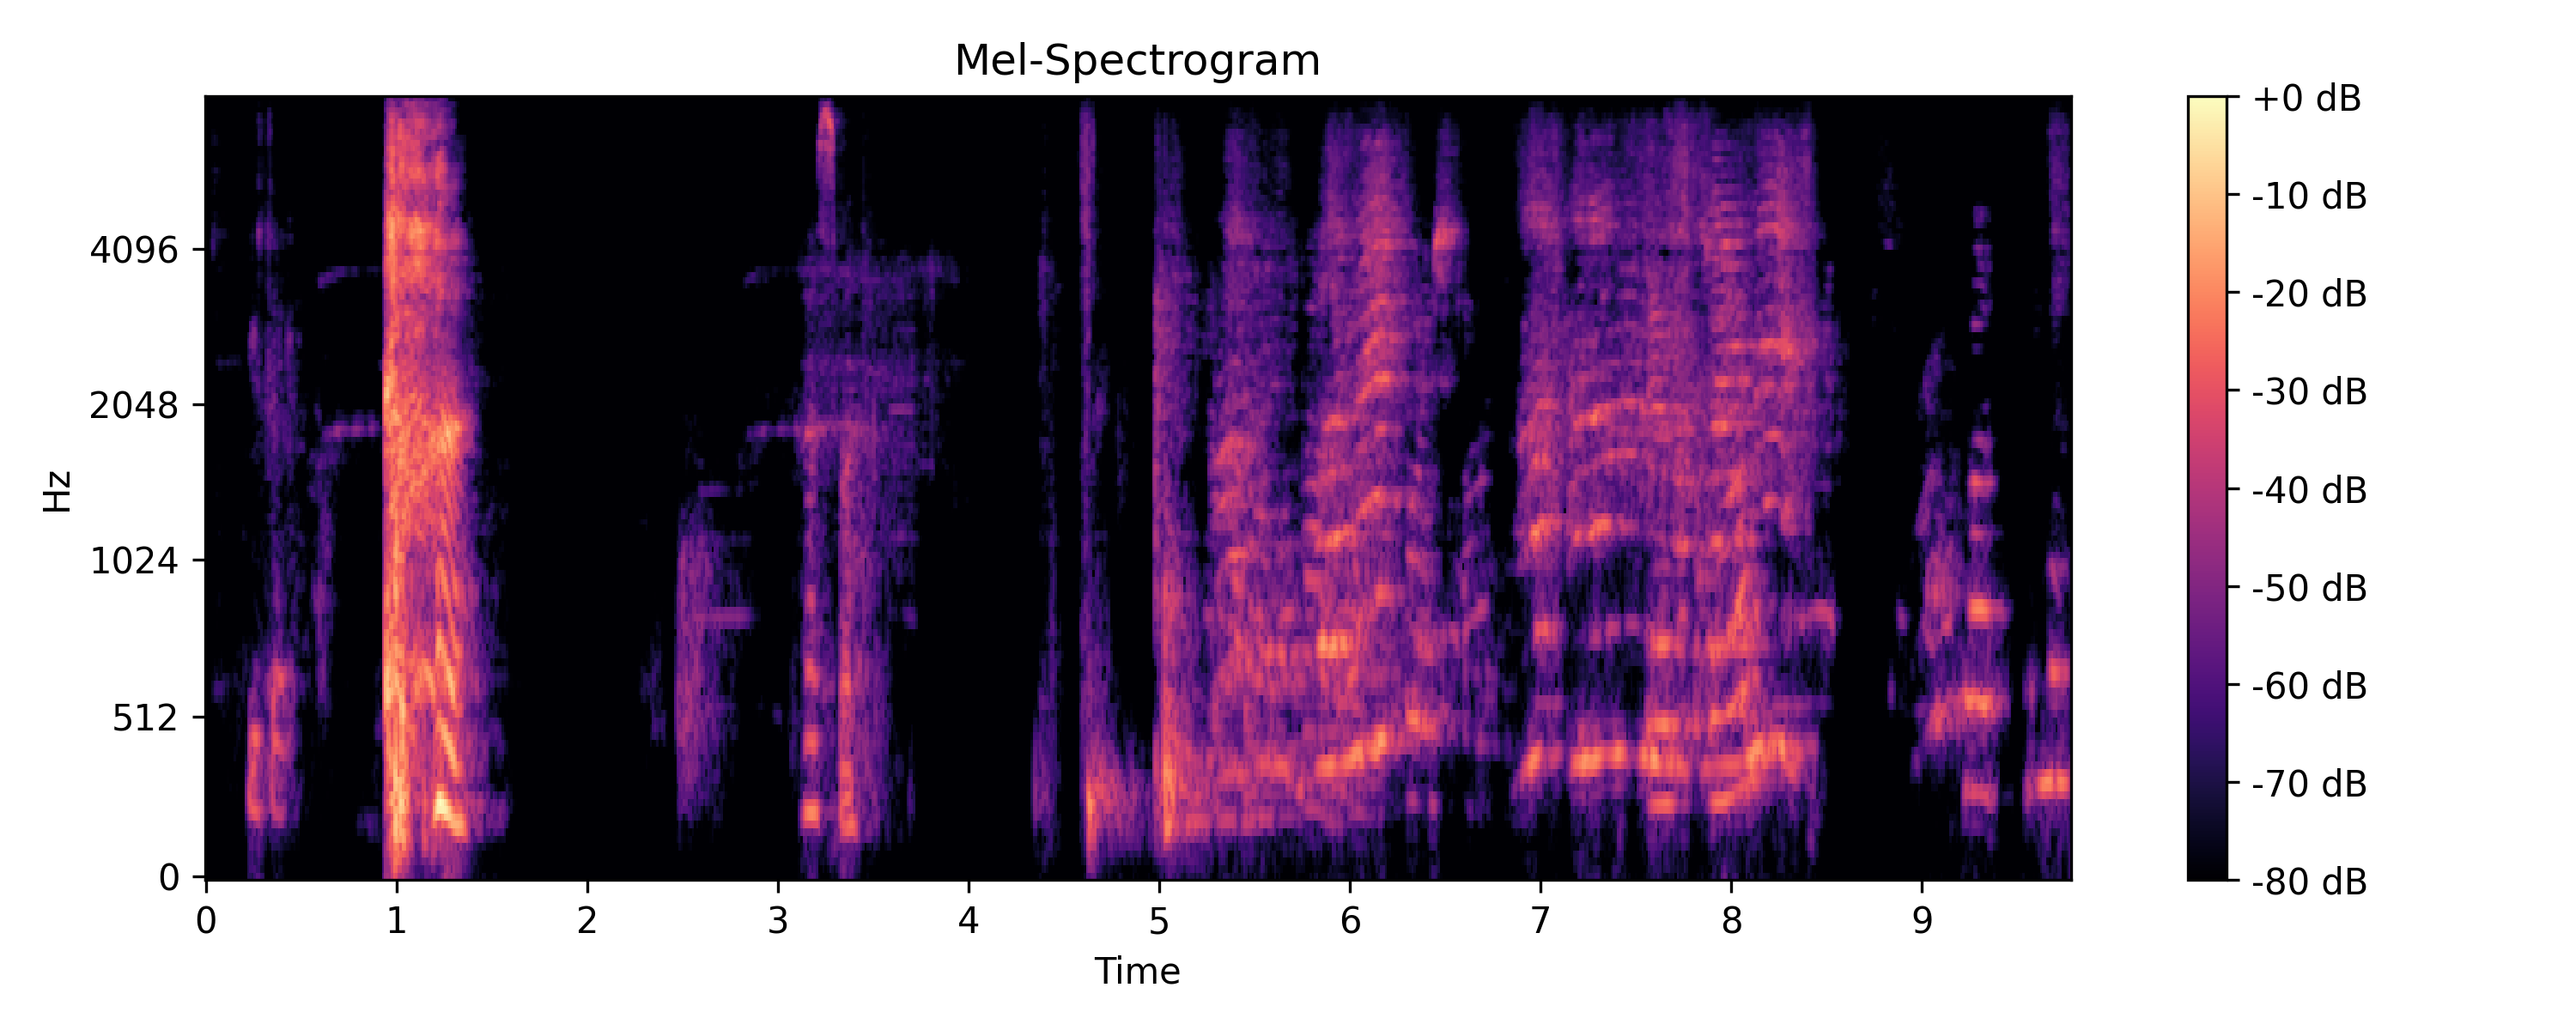 Mel-Spectrogram
+0 dB
-10 dB
-20 dB
-30 dB
-40 dB
-50 dB
-60 dB
-70 dB
-80 dB
Hz
4096
2048
1024
512
0
0 1 2 3 4 5 6 7 8 9
Time